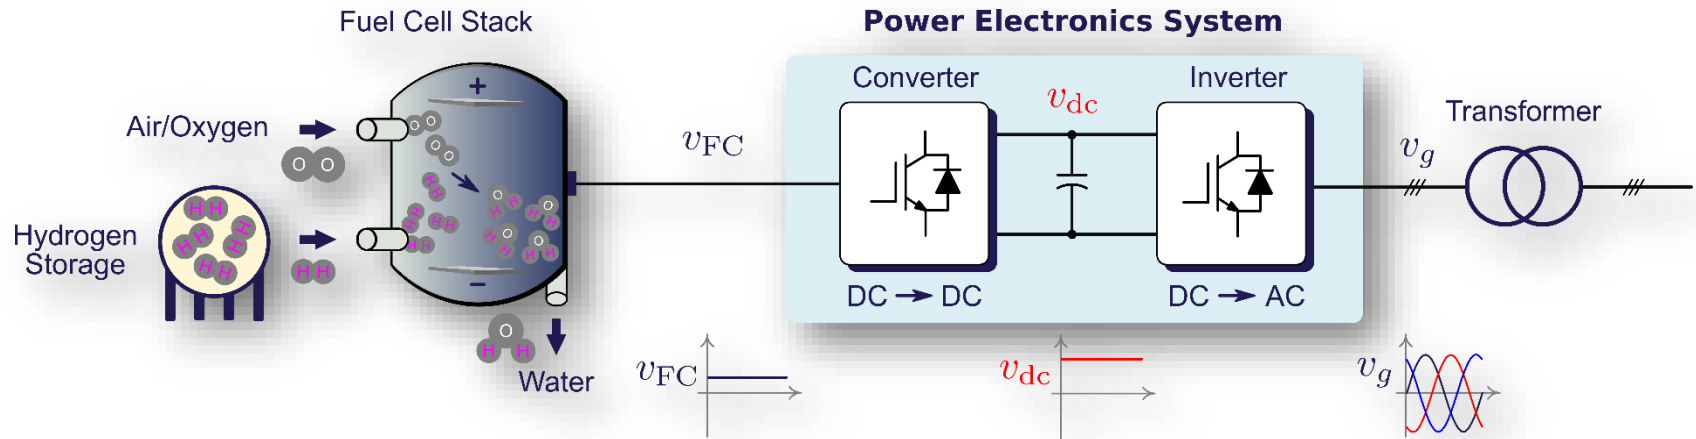 Fuel Cell Stack
Power Electronics System
Air/Oxygen
O O
Hydrogen
Storage
H H
H H
H H
H H
H H
H H
+
−
O O
O O
H H
H H
H H
H H
O
H H
O
H H
O
H H
O
H H
O
H H
Water
v_FC
Converter
DC → DC
v_dc
Inverter
DC → AC
v_g
Transformer
v_FC
v_dc
v_g